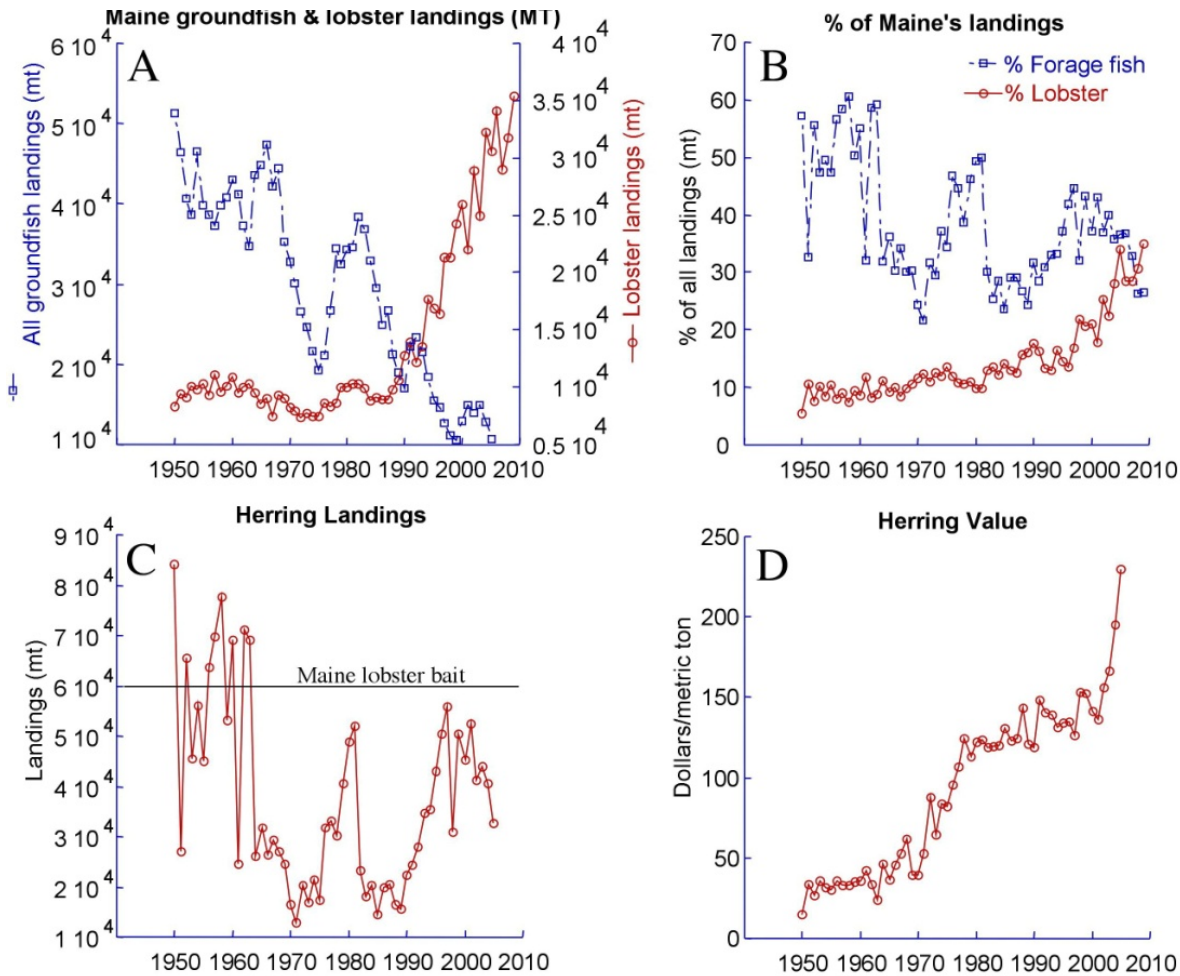 Maine groundfish & lobster landings (MT)
A
All groundfish landings (mt)
6 10 4
5 10 4
4 10 4
3 10 4
2 10 4
1 10 4
4 10 4
3.5 10 4
3 10 4
2.5 10 4
2 10 4
1.5 10 4
1 10 4
0.5 10 4
Lobster landings (mt)
1950 1960 1970 1980 1990 2000 2010
% of Maine's landings
B
% Forage fish
% Lobster
% of all landings (mt)
70
60
50
40
30
20
10
0
1950 1960 1970 1980 1990 2000 2010
Herring Landings
C
Landings (mt)
9 10 4
8 10 4
7 10 4
6 10 4
5 10 4
4 10 4
3 10 4
2 10 4
1 10 4
Maine lobster bait
1950 1960 1970 1980 1990 2000 2010
Herring Value
D
Dollars/metric ton
250
200
150
100
50
0
1950 1960 1970 1980 1990 2000 2010